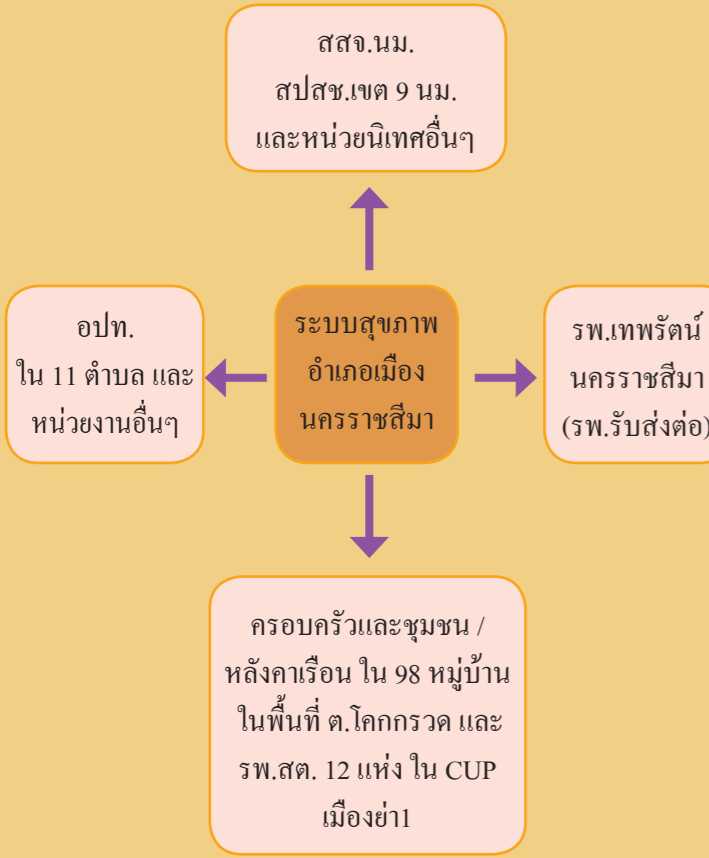 สสจ.นม.
สปสช.เขต 9 นม.
และหน่วยนิเทศอื่นๆ
อปท.
ใน 11 ตำบล และ
หน่วยงานอื่นๆ
ระบบสุขภาพ
อำเภอเมือง
นครราชสีมา
รพ.เทพรัตน์
นครราชสีมา
(รพ.รับส่งต่อ)
ครอบครัวและชุมชน /
หลังคาเรือน ใน 98 หมู่บ้าน
ในพื้นที่ ต.โคกกรวด และ
รพ.สต. 12 แห่ง ใน CUP
เมืองย่า1